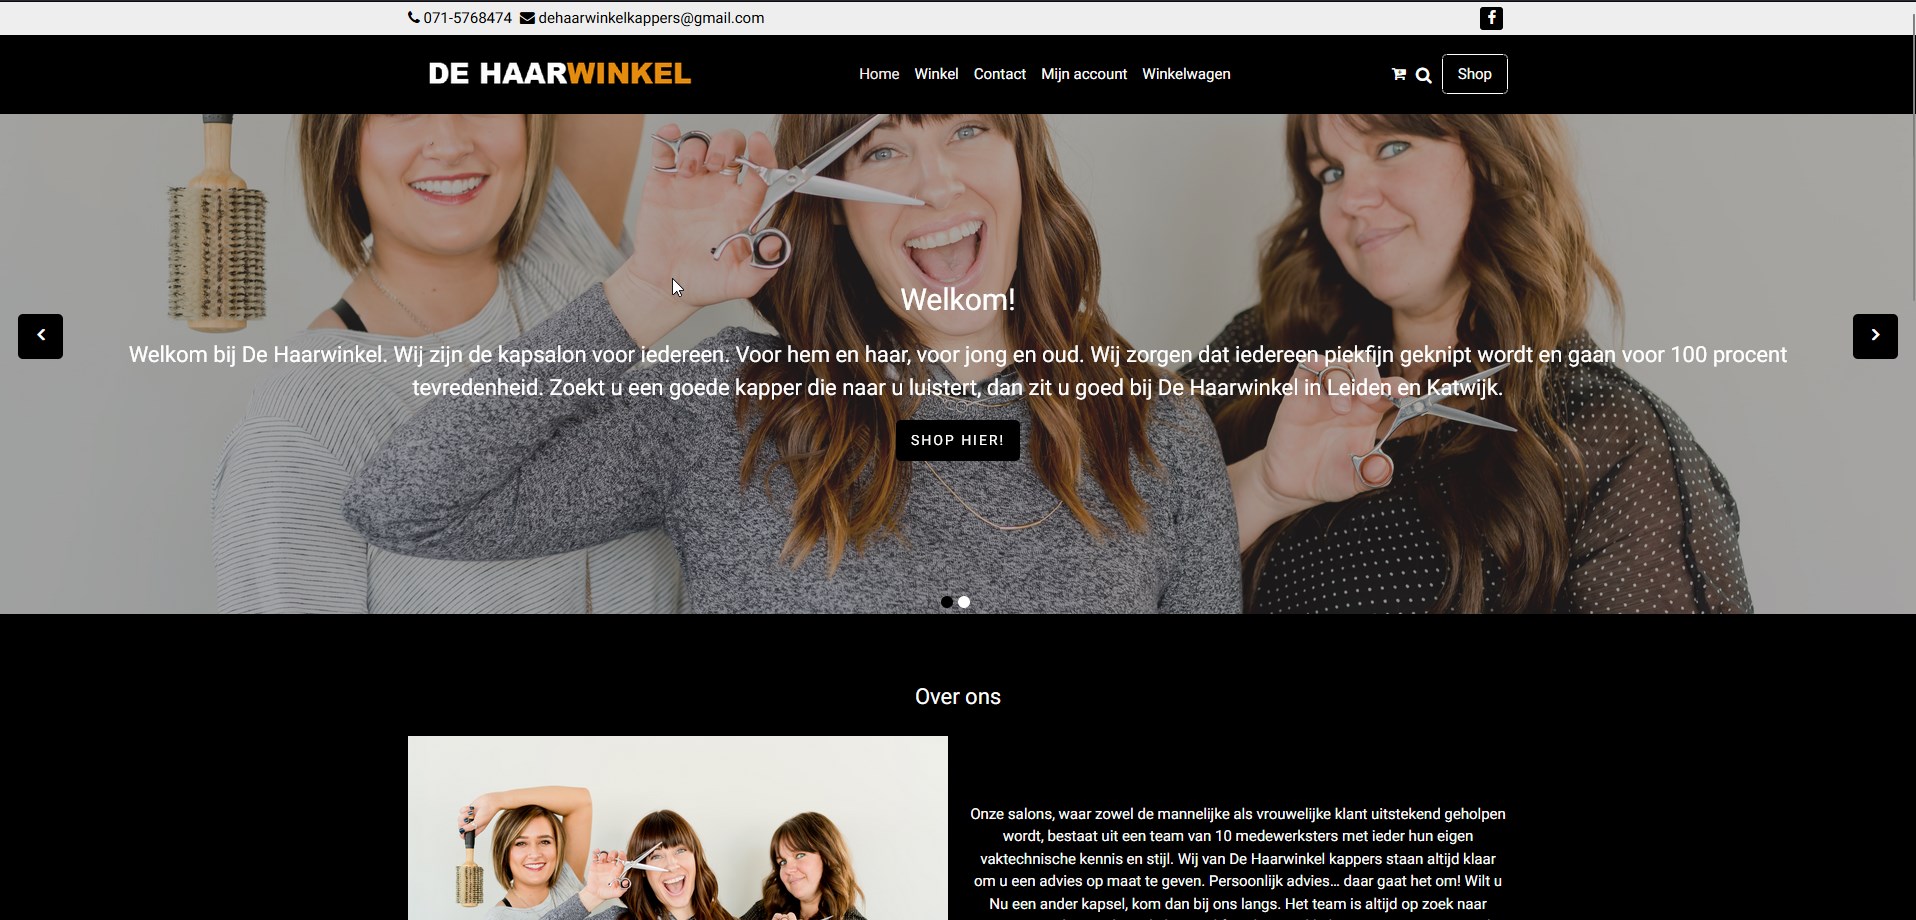 071-5768474 dehaarwinkelkappers@gmail.com
DE HAARWINKEL
Home Winkel Contact Mijn account Winkelwagen
Shop
Welkom!
Welkom bij De Haarwinkel. Wij zijn de kapsalon voor iedereen. Voor hem en haar, voor jong en oud. Wij zorgen dat iedereen piekfijn geknipt wordt en gaan voor 100 procent
tevredenheid. Zoekt u een goede kapper die naar u luistert, dan zit u goed bij De Haarwinkel in Leiden en Katwijk.
SHOP HIER!
Over ons
Onze salons, waar zowel de mannelijke als vrouwelijke klant uitstekend geholpen
wordt, bestaat uit een team van 10 medewerksters met ieder hun eigen
vaktechnische kennis en stijl. Wij van De Haarwinkel kappers staan altijd klaar
om u een advies op maat te geven. Persoonlijk advies… daar gaat het om! Wilt u
Nu een ander kapsel, kom dan bij ons langs. Het team is altijd op zoek naar